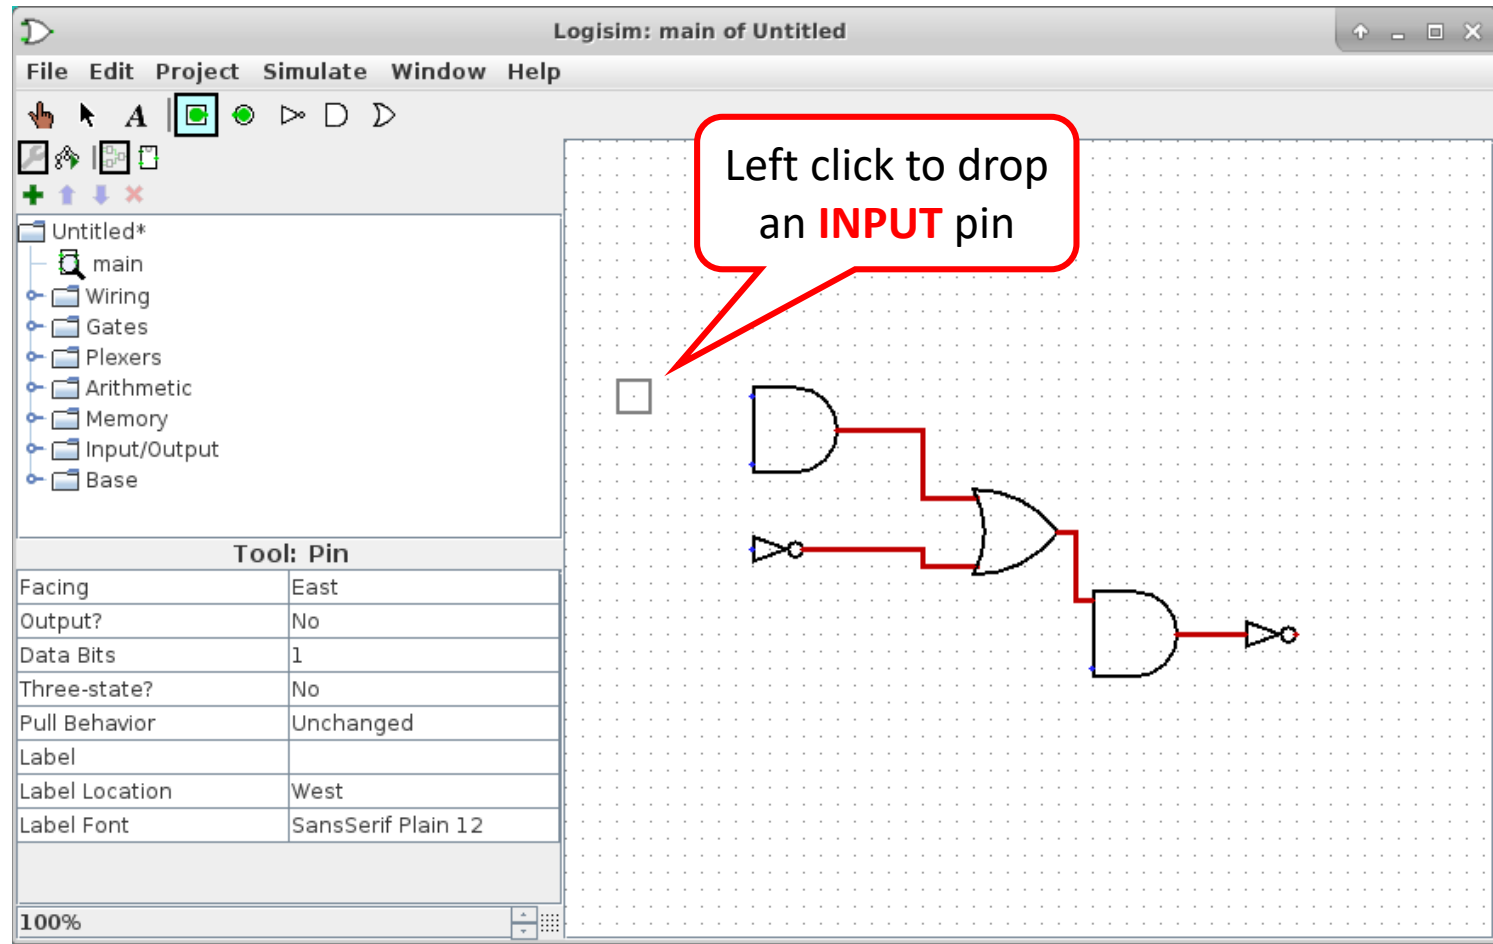 Logisim: main of Untitled
File Edit Project Simulate Window Help
A
Left click to drop
an INPUT pin
Untitled*
main
Wiring
Gates
Plexers
Arithmetic
Memory
Input/Output
Base
Tool: Pin
Facing East
Output? No
Data Bits 1
Three-state? No
Pull Behavior Unchanged
Label
Label Location West
Label Font SansSerif Plain 12
100%